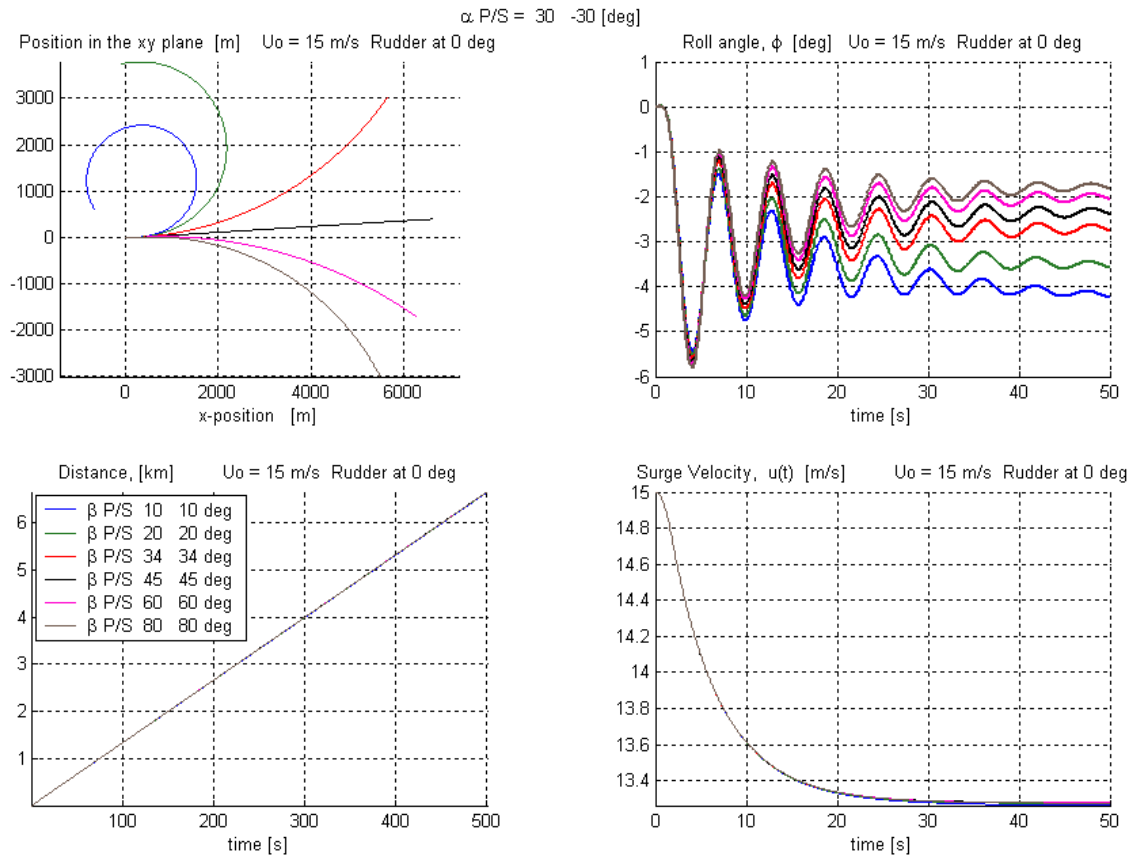 α P/S = 30 -30 [deg]
Position in the xy plane [m] Uo = 15 m/s Rudder at 0 deg
3000
2000
1000
0
-1000
-2000
-3000
0 2000 4000 6000
x-position [m]
Roll angle, ϕ [deg] Uo = 15 m/s Rudder at 0 deg
1
0
-1
-2
-3
-4
-5
-6
0 10 20 30 40 50
time [s]
Distance, [km] Uo = 15 m/s Rudder at 0 deg
β P/S 10 10 deg
β P/S 20 20 deg
β P/S 34 34 deg
β P/S 45 45 deg
β P/S 60 60 deg
β P/S 80 80 deg
6
5
4
3
2
1
100 200 300 400 500
time [s]
Surge Velocity, u(t) [m/s] Uo = 15 m/s Rudder at 0 deg
15
14.8
14.6
14.4
14.2
14
13.8
13.6
13.4
0 10 20 30 40 50
time [s]